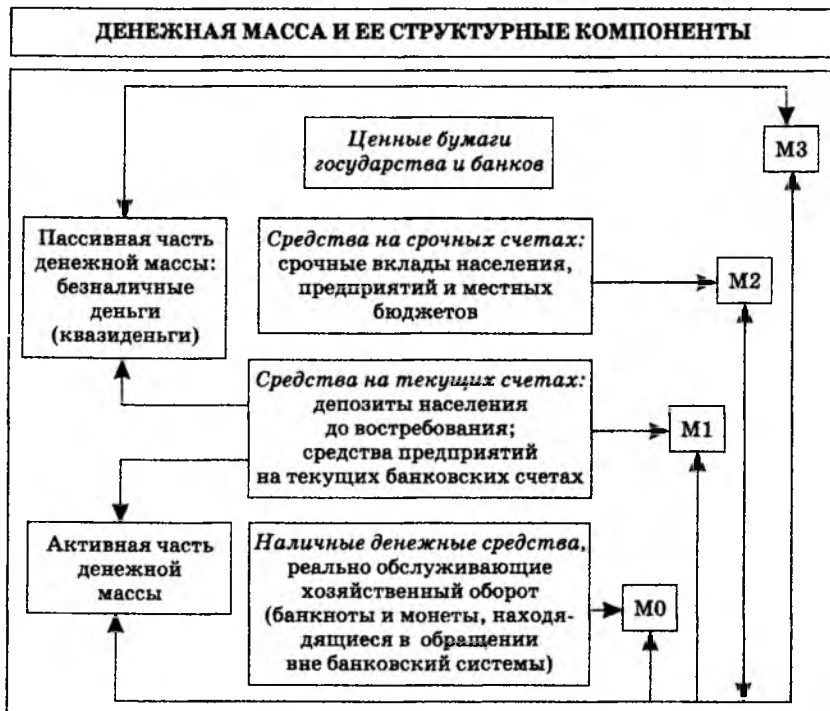 ДЕНЕЖНАЯ МАССА И ЕЕ СТРУКТУРНЫЕ КОМПОНЕНТЫ
Ценные бумаги
государства и банков
М3
Пассивная часть
денежной массы:
безналичные
деньги
(квазиденьги)
Средства на срочных счетах:
срочные вклады населения,
предприятий и местных
бюджетов
М2
Средства на текущих счетах:
депозиты населения
до востребования;
средства предприятий
на текущих банковских счетах
М1
Активная часть
денежной
массы
Наличные денежные средства,
реально обслуживающие
хозяйственный оборот
(банкноты и монеты, находя-
дящиеся в обращении
вне банковский системы)
М0